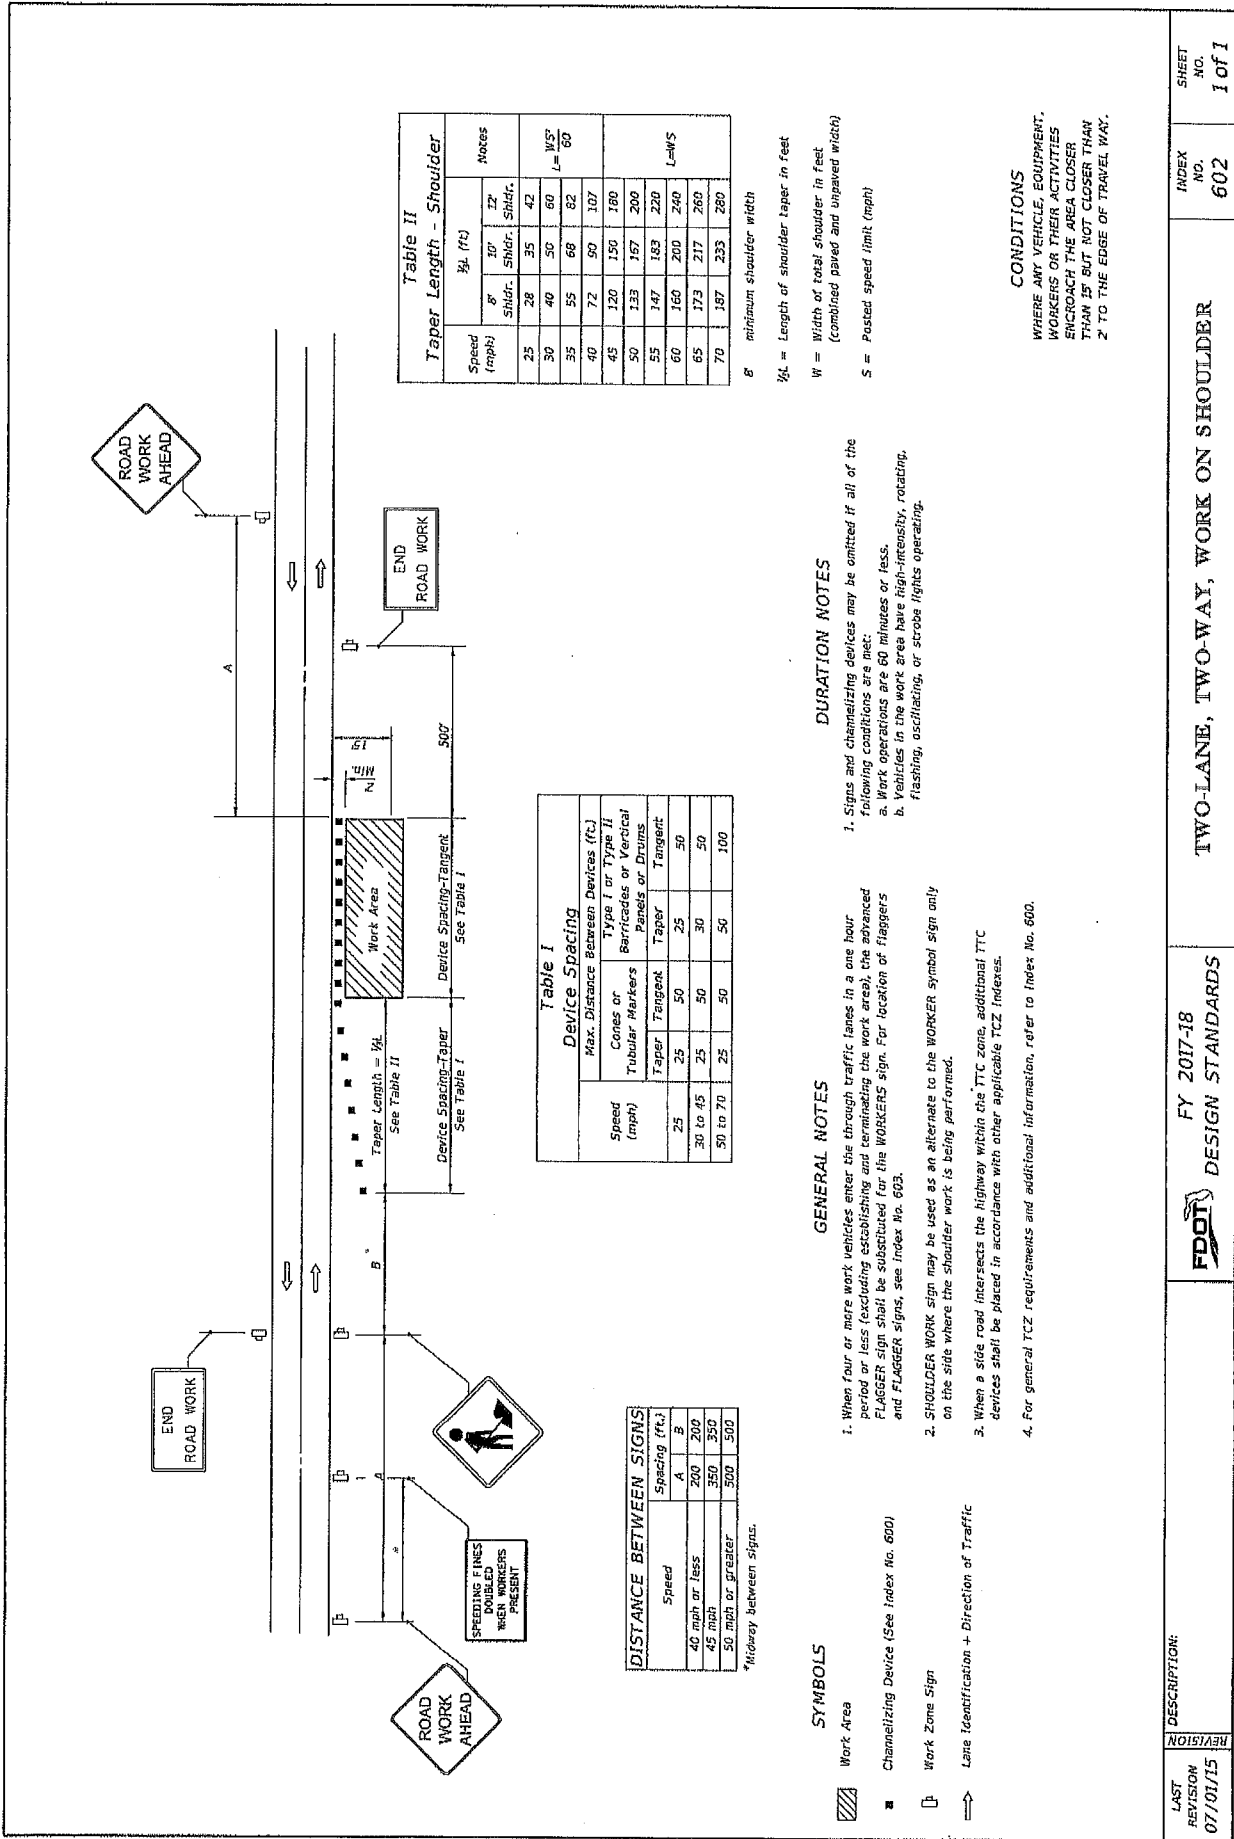 END
ROAD WORK
ROAD
WORK
AHEAD
A
B
*
A
*
Taper Length = ⅓L
See Table II
Device Spacing-Taper
See Table I
Work Area
Device Spacing-Tangent
See Table I
2'
Min.
15'
500'
A
ROAD
WORK
AHEAD
SPEEDING FINES
DOUBLED
WHEN WORKERS
PRESENT
END
ROAD WORK
DISTANCE BETWEEN SIGNS
Speed Spacing (ft.)
A B
40 mph or less 200 200
45 mph 350 350
50 mph or greater 500 500
*Midway between signs.
Table I
Device Spacing
Speed (mph) Max. Distance Between Devices (ft.)
Cones or Tubular Markers Type I or Type II Barricades or Vertical Panels or Drums
Taper Tangent Taper Tangent
25 25 50 25 50
30 to 45 25 50 30 50
50 to 70 25 50 50 100
Table II
Taper Length - Shoulder
Speed (mph) ⅓L (ft) Notes
8' Shldr. 10' Shldr. 12' Shldr.
25 28 35 42
30 40 50 60
35 55 68 82
40 72 90 107
L= WS²/60
45 120 150 180
50 133 167 200
55 147 183 220
60 160 200 240
65 173 217 260
70 187 233 280
L=WS
8' minimum shoulder width
⅓L = Length of shoulder taper in feet
W = Width of total shoulder in feet
(combined paved and unpaved width)
S = Posted speed limit (mph)
SYMBOLS
Work Area
Channelizing Device (See Index No. 600)
Work Zone Sign
Lane Identification + Direction of Traffic
GENERAL NOTES
1. When four or more work vehicles enter the through traffic lanes in a one hour
period or less (excluding establishing and terminating the work area), the advanced
FLAGGER sign shall be substituted for the WORKERS sign. For location of flaggers
and FLAGGER signs, see Index No. 603.
2. SHOULDER WORK sign may be used as an alternate to the WORKER symbol sign only
on the side where the shoulder work is being performed.
3. When a side road intersects the highway within the TTC zone, additional TTC
devices shall be placed in accordance with other applicable TCZ Indexes.
4. For general TCZ requirements and additional information, refer to Index No. 600.
DURATION NOTES
1. Signs and channelizing devices may be omitted if all of the
following conditions are met:
a. Work operations are 60 minutes or less.
b. Vehicles in the work area have high-intensity, rotating,
flashing, oscillating, or strobe lights operating.
CONDITIONS
WHERE ANY VEHICLE, EQUIPMENT,
WORKERS OR THEIR ACTIVITIES
ENCROACH THE AREA CLOSER
THAN 15' BUT NOT CLOSER THAN
2' TO THE EDGE OF TRAVEL WAY.
LAST
REVISION
07/01/15
REVISION
DESCRIPTION:
FDOT
FY 2017-18
DESIGN STANDARDS
TWO-LANE, TWO-WAY, WORK ON SHOULDER
INDEX
NO.
602
SHEET
NO.
1 of 1